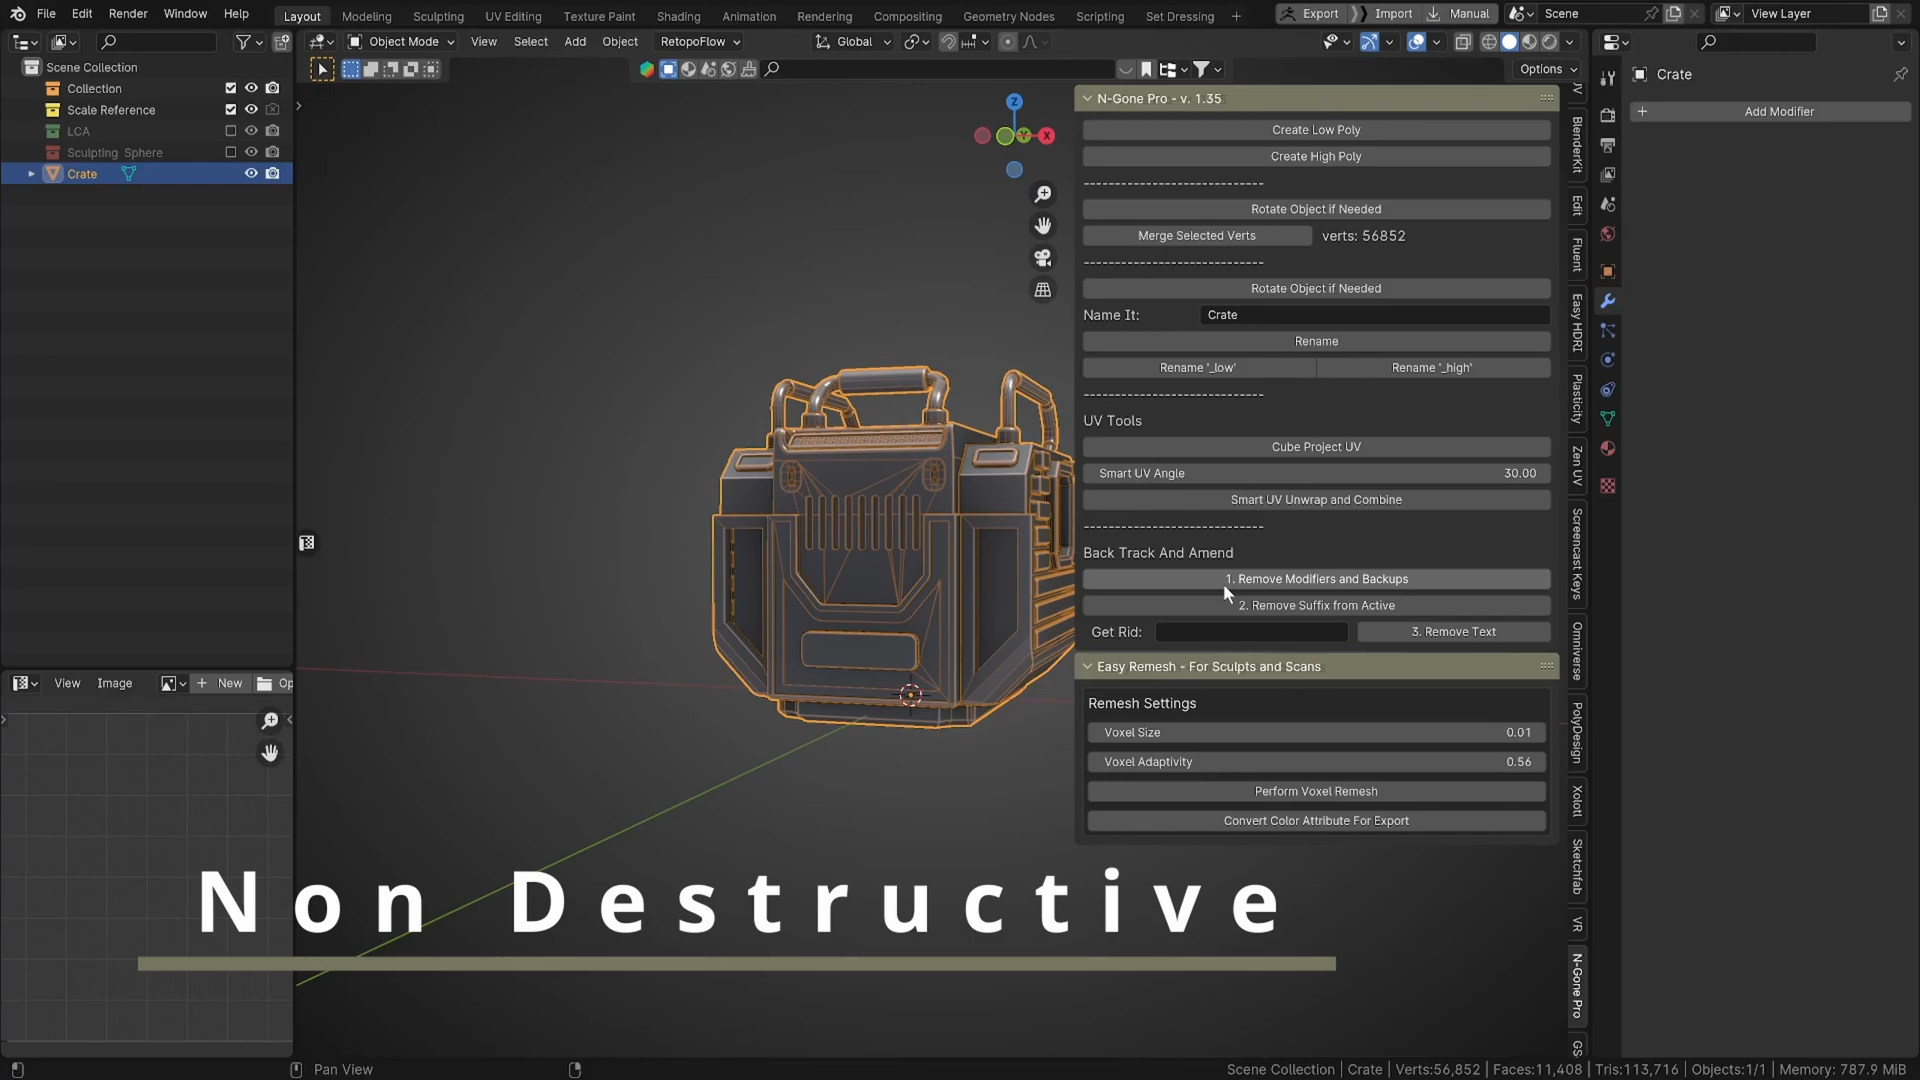 File Edit Render Window Help Layout Modeling Sculpting UV Editing Texture Paint Shading Animation Rendering Compositing Geometry Nodes Scripting Set Dressing + Export Import Manual Scene View Layer
Object Mode View Select Add Object RetopoFlow Global
Options
Scene Collection
Collection
Scale Reference
LCA
Sculpting Sphere
Crate
Z
Y
X
N-Gone Pro - v. 1.35
Create Low Poly
Create High Poly
----------------------------
Rotate Object if Needed
Merge Selected Verts verts: 56852
----------------------------
Rotate Object if Needed
Name It: Crate
Rename
Rename '_low' Rename '_high'
----------------------------
UV Tools
Cube Project UV
Smart UV Angle 30.00
Smart UV Unwrap and Combine
----------------------------
Back Track And Amend
1. Remove Modifiers and Backups
2. Remove Suffix from Active
Get Rid: 3. Remove Text
Easy Remesh - For Sculpts and Scans
Remesh Settings
Voxel Size 0.01
Voxel Adaptivity 0.56
Perform Voxel Remesh
Convert Color Attribute For Export
BlenderKit
Edit
Fluent
Easy HDRI
Plasticity
Zen UV
Screencast Keys
Omniverse
PolyDesign
Xolotl
Sketchfab
VR
N-Gone Pro
GS
Crate
+ Add Modifier
View Image + New Op
Non Destructive
Pan View
Scene Collection | Crate | Verts:56,852 | Faces:11,408 | Tris:113,716 | Objects:1/1 | Memory: 787.9 MiB